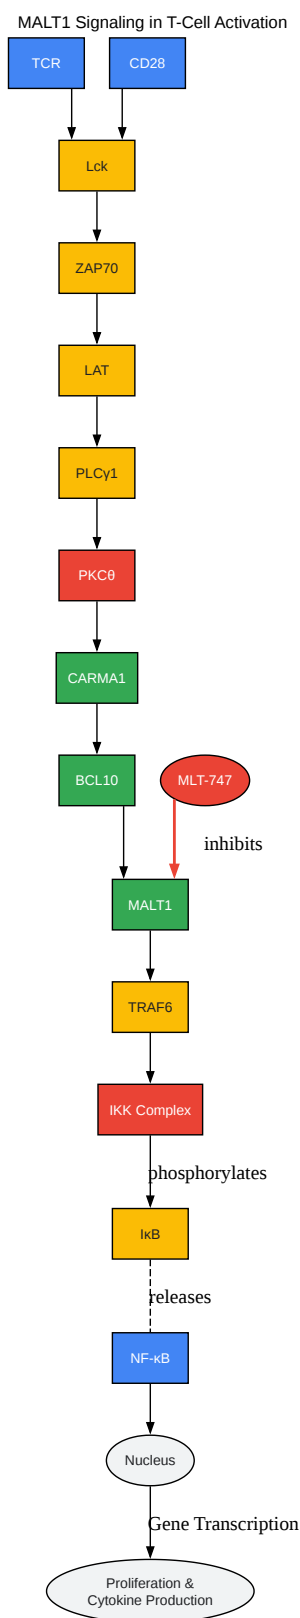 MALT1 Signaling in T-Cell Activation
TCR
CD28
Lck
ZAP70
LAT
PLCγ1
PKCθ
CARMA1
BCL10
MLT-747
inhibits
MALT1
TRAF6
IKK Complex
phosphorylates
IκB
releases
NF-κB
Nucleus
Gene Transcription
Proliferation &
Cytokine Production